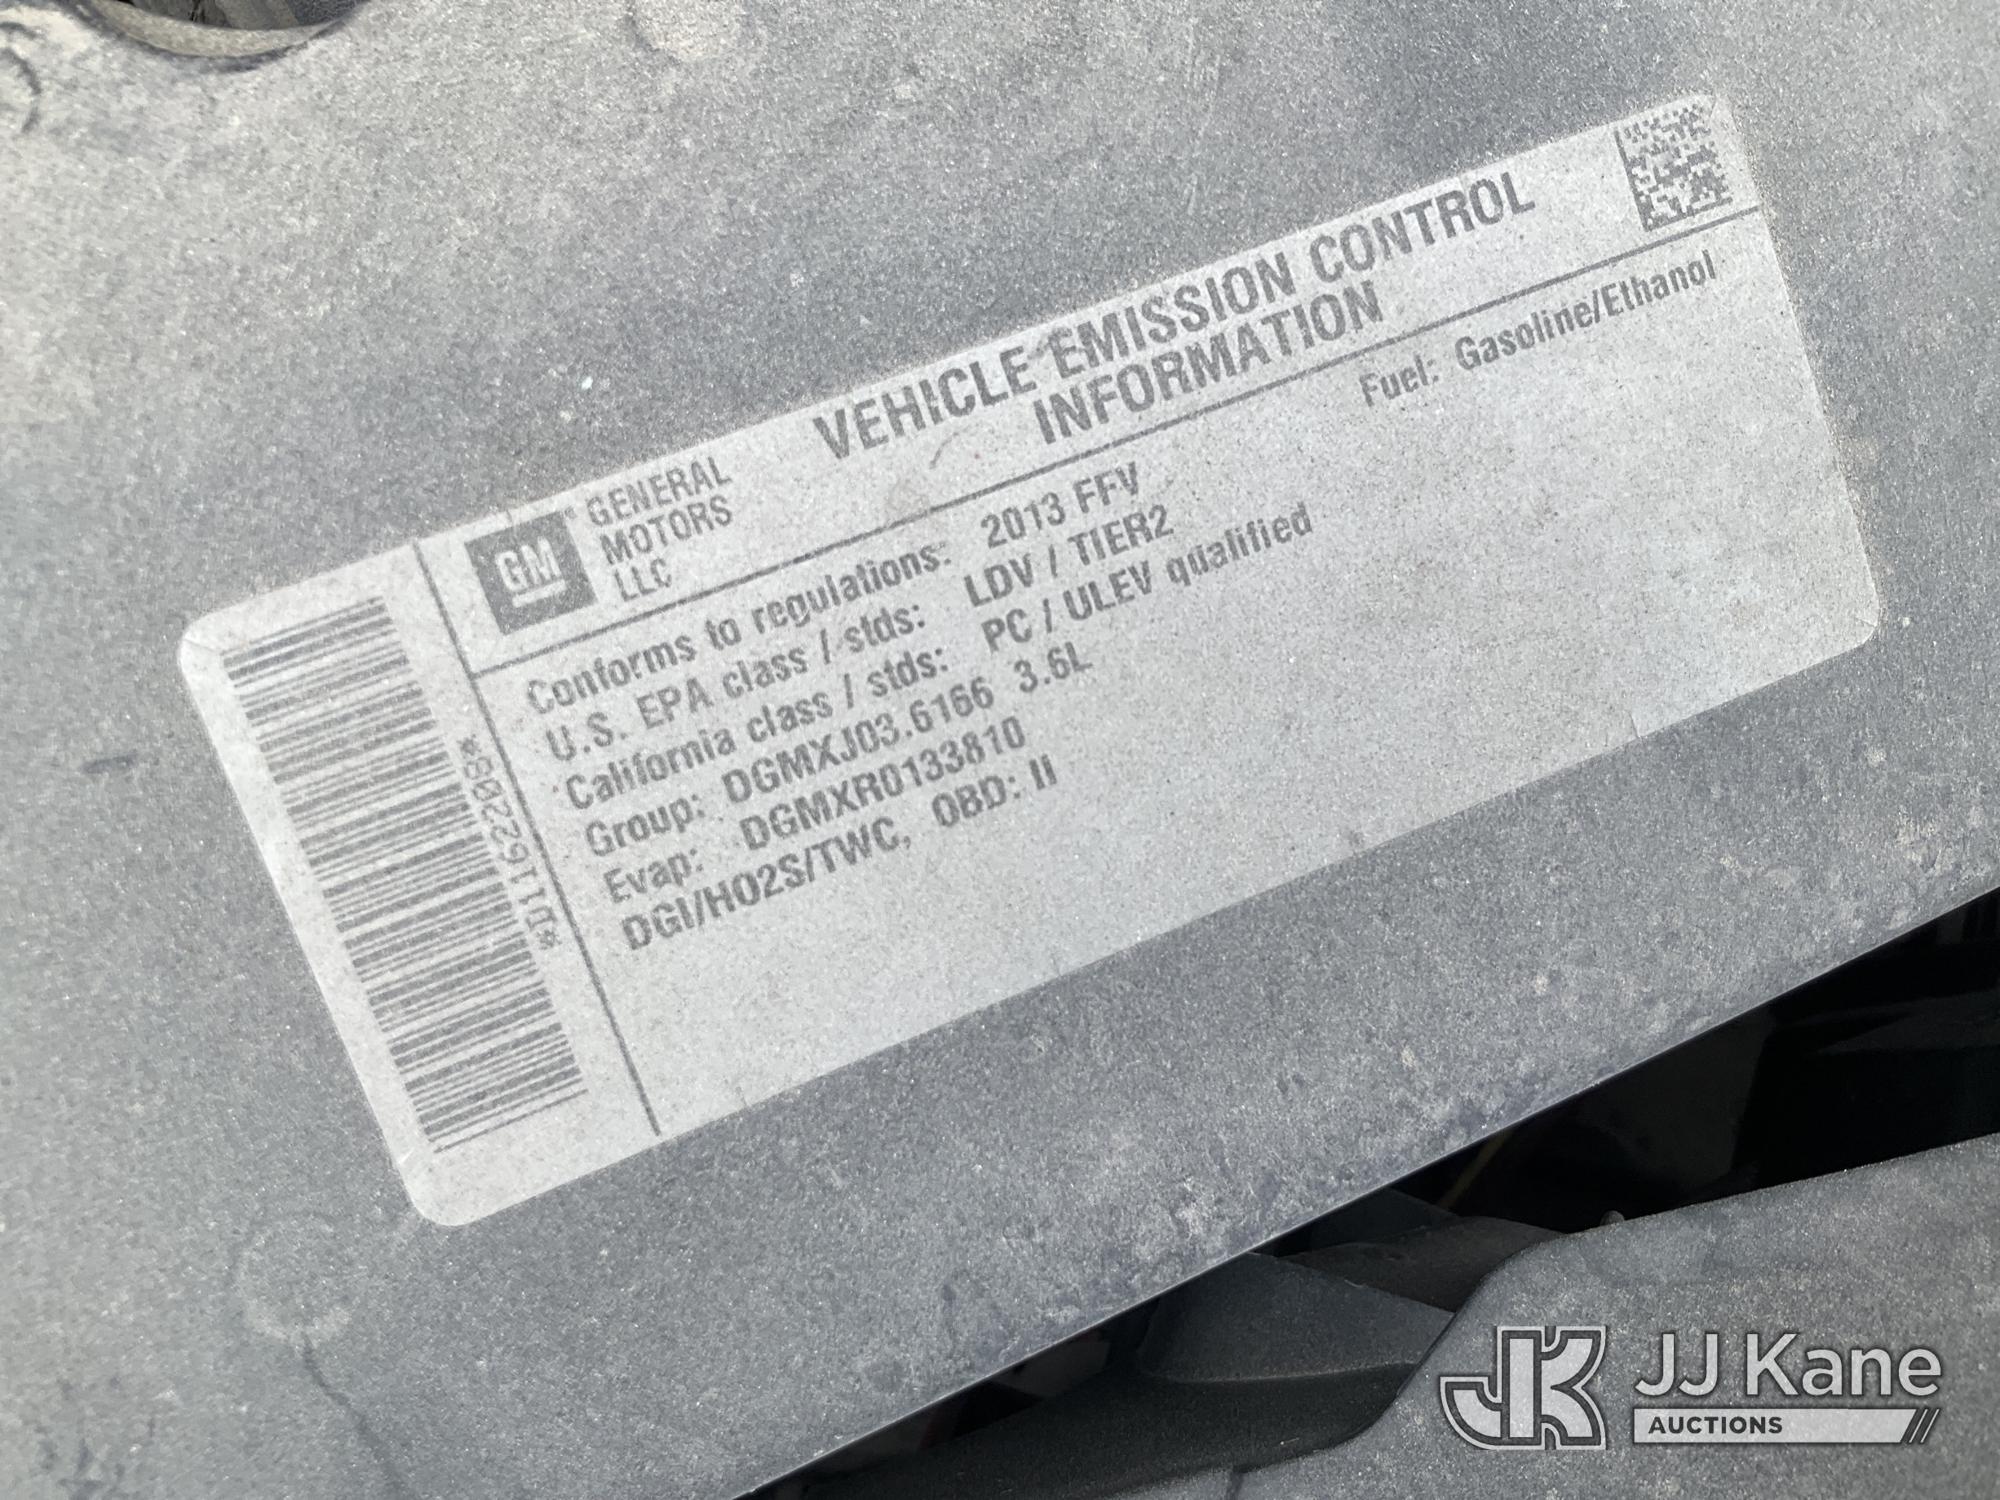 GM
GENERAL
MOTORS
LLC
VEHICLE EMISSION CONTROL
INFORMATION
Fuel: Gasoline/Ethanol
Conforms to regulations: 2013 FFV
U.S. EPA class / stds: LDV / TIER2
California class / stds: PC / ULEV qualified
Group: DGMXJ03.6166 3.6L
Evap: DGMXR0133810
DGI/HO2S/TWC, OBD: II
*D11622208*
JK
JJ Kane
AUCTIONS